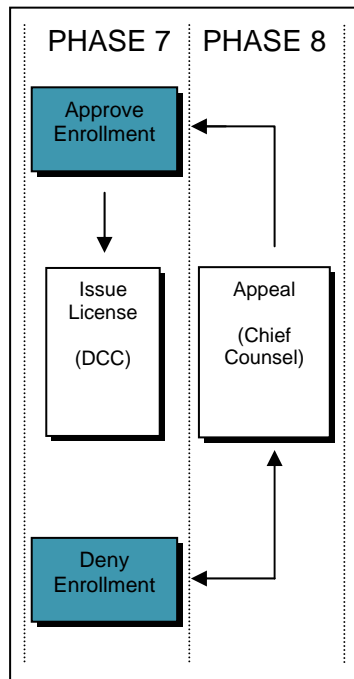 PHASE 7
PHASE 8
Approve
Enrollment
Issue
License
(DCC)
Appeal
(Chief
Counsel)
Deny
Enrollment